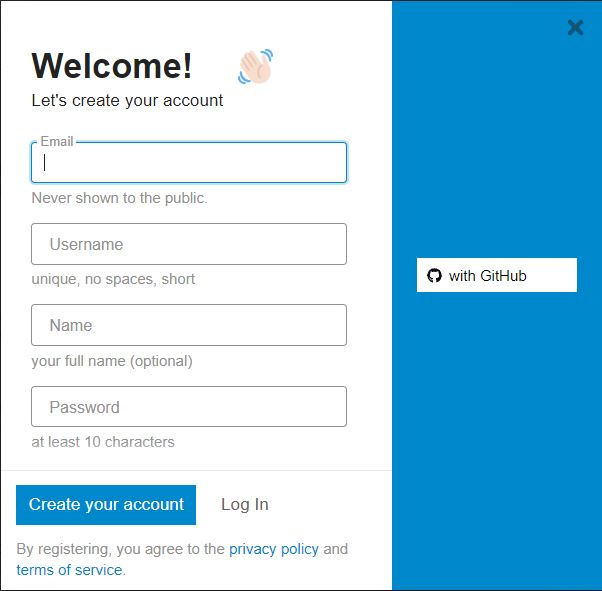 Welcome!
Let's create your account
Email
Never shown to the public.
Username
unique, no spaces, short
Name
your full name (optional)
Password
at least 10 characters
Create your account
Log In
By registering, you agree to the privacy policy and
terms of service.
with GitHub